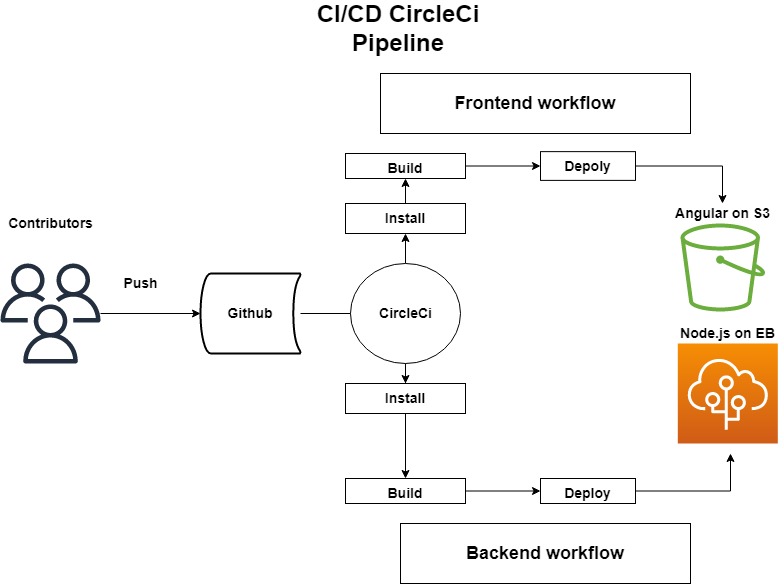 CI/CD CircleCi
Pipeline
Frontend workflow
Build
Depoly
Install
Angular on S3
Contributors
Push
Github
CircleCi
Node.js on EB
Install
Build
Deploy
Backend workflow